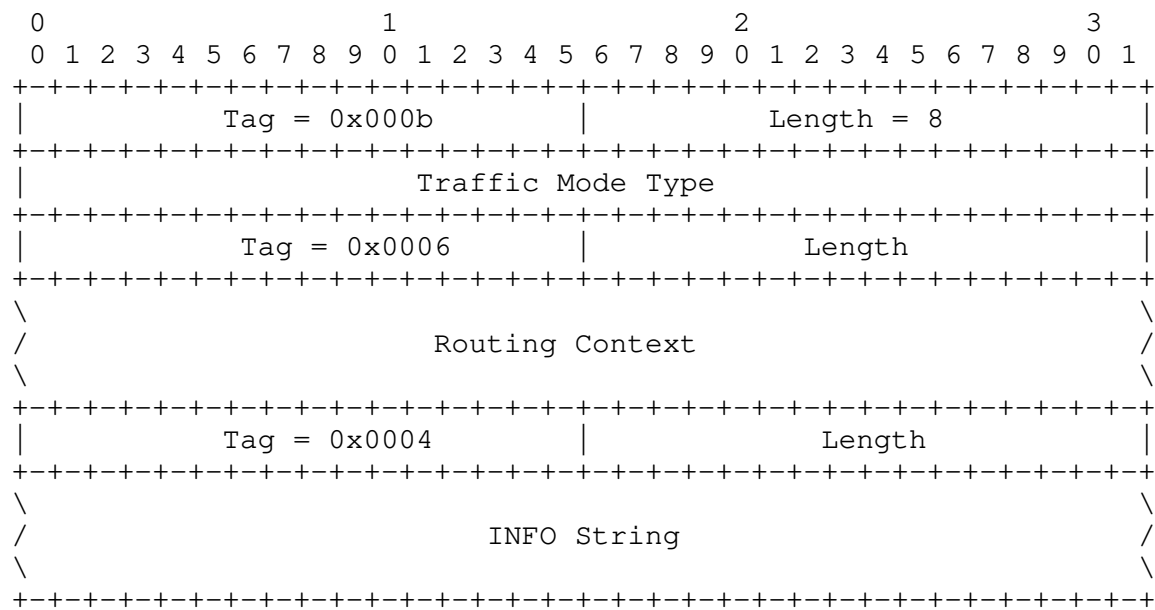 0                   1                   2                   3
 0 1 2 3 4 5 6 7 8 9 0 1 2 3 4 5 6 7 8 9 0 1 2 3 4 5 6 7 8 9 0 1
+-+-+-+-+-+-+-+-+-+-+-+-+-+-+-+-+-+-+-+-+-+-+-+-+-+-+-+-+-+-+-+-+
|           Tag = 0x000b        |          Length = 8           |
+-+-+-+-+-+-+-+-+-+-+-+-+-+-+-+-+-+-+-+-+-+-+-+-+-+-+-+-+-+-+-+-+
|                      Traffic Mode Type                        |
+-+-+-+-+-+-+-+-+-+-+-+-+-+-+-+-+-+-+-+-+-+-+-+-+-+-+-+-+-+-+-+-+
|            Tag = 0x0006       |            Length             |
+-+-+-+-+-+-+-+-+-+-+-+-+-+-+-+-+-+-+-+-+-+-+-+-+-+-+-+-+-+-+-+-+
\                                                               \
/                       Routing Context                         /
\                                                               \
+-+-+-+-+-+-+-+-+-+-+-+-+-+-+-+-+-+-+-+-+-+-+-+-+-+-+-+-+-+-+-+-+
|           Tag = 0x0004        |             Length            |
+-+-+-+-+-+-+-+-+-+-+-+-+-+-+-+-+-+-+-+-+-+-+-+-+-+-+-+-+-+-+-+-+
\                                                               \
/                          INFO String                          /
\                                                               \
+-+-+-+-+-+-+-+-+-+-+-+-+-+-+-+-+-+-+-+-+-+-+-+-+-+-+-+-+-+-+-+-+